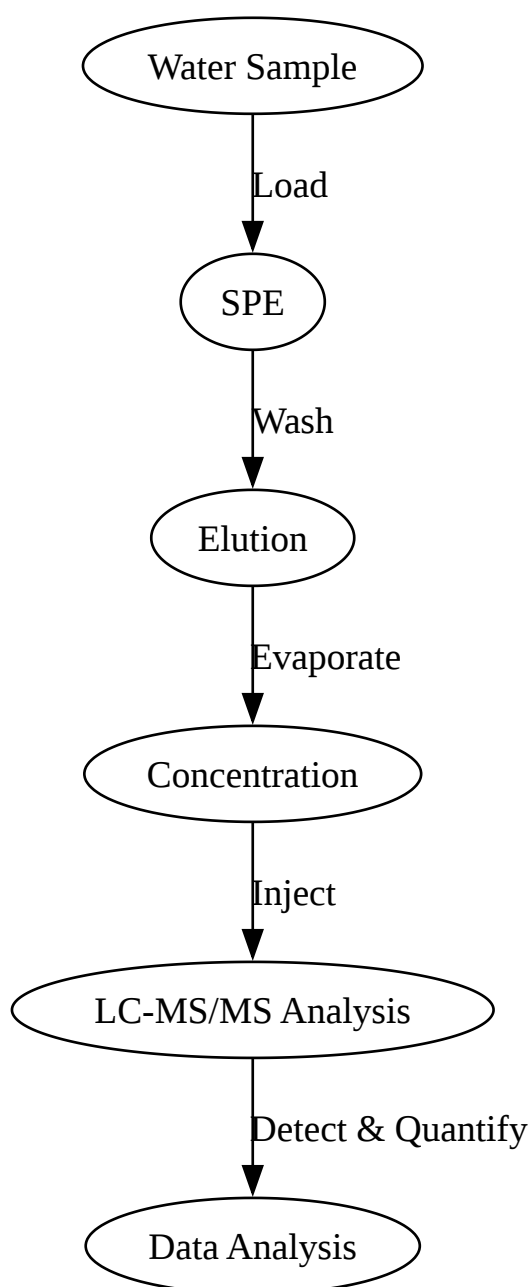 Water Sample
Load
SPE
Wash
Elution
Evaporate
Concentration
Inject
LC-MS/MS Analysis
Detect & Quantify
Data Analysis